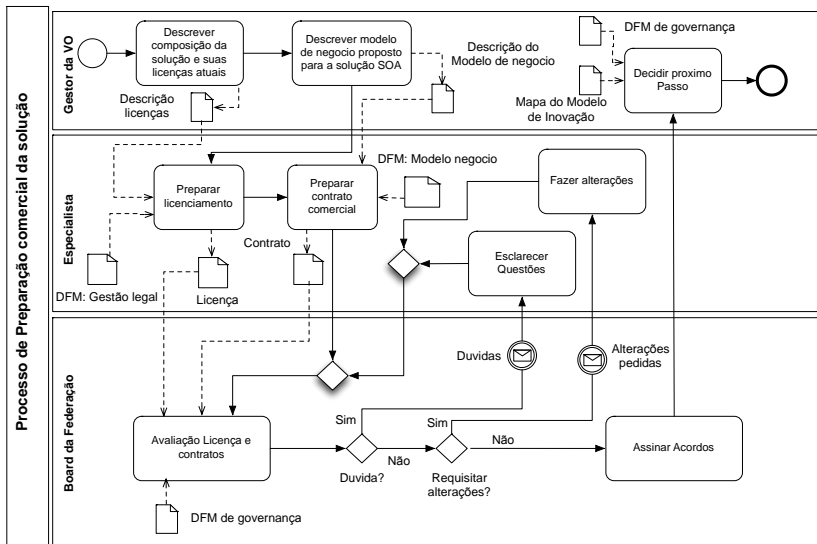 Processo de Preparação comercial da solução
Gestor da VO
Descrever
composição da
solução e suas
licenças atuais
Descrever modelo
de negocio proposto
para a solução SOA
Descrição do
Modelo de negocio
DFM de governança
Decidir proximo
Passo
Mapa do Modelo
de Inovação
Descrição
licenças
Especialista
Preparar
licenciamento
Preparar
contrato
comercial
DFM: Modelo negocio
Fazer alterações
Esclarecer
Questões
Contrato
DFM: Gestão legal
Licença
Board da Federação
Duvidas
Alterações
pedidas
Sim
Sim
Avaliação Licença e
contratos
Não
Não
Assinar Acordos
Duvida?
Requisitar
alterações?
DFM de governança